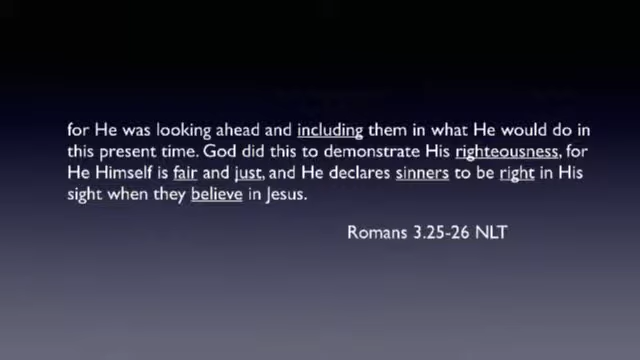 for He was looking ahead and including them in what He would do in
this present time. God did this to demonstrate His righteousness, for
He Himself is fair and just, and He declares sinners to be right in His
sight when they believe in Jesus.
Romans 3.25-26 NLT